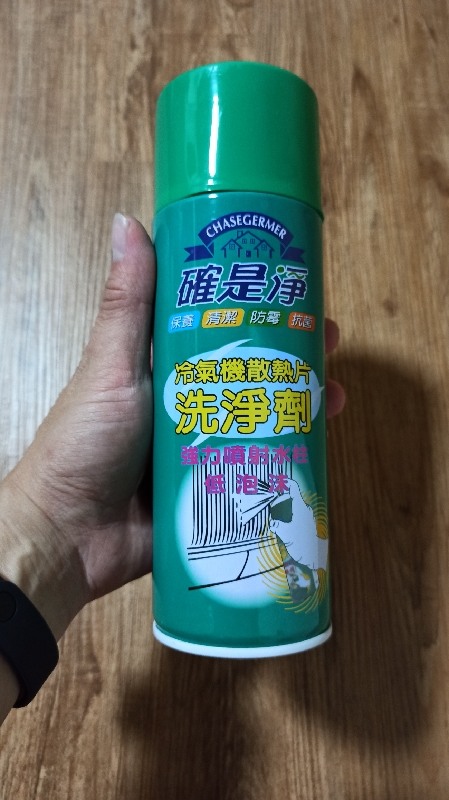 CHASEGERMER
確是淨
保養 清潔 防霉 抗菌
冷氣機散熱片
洗淨劑
強力噴射水柱
低泡沫